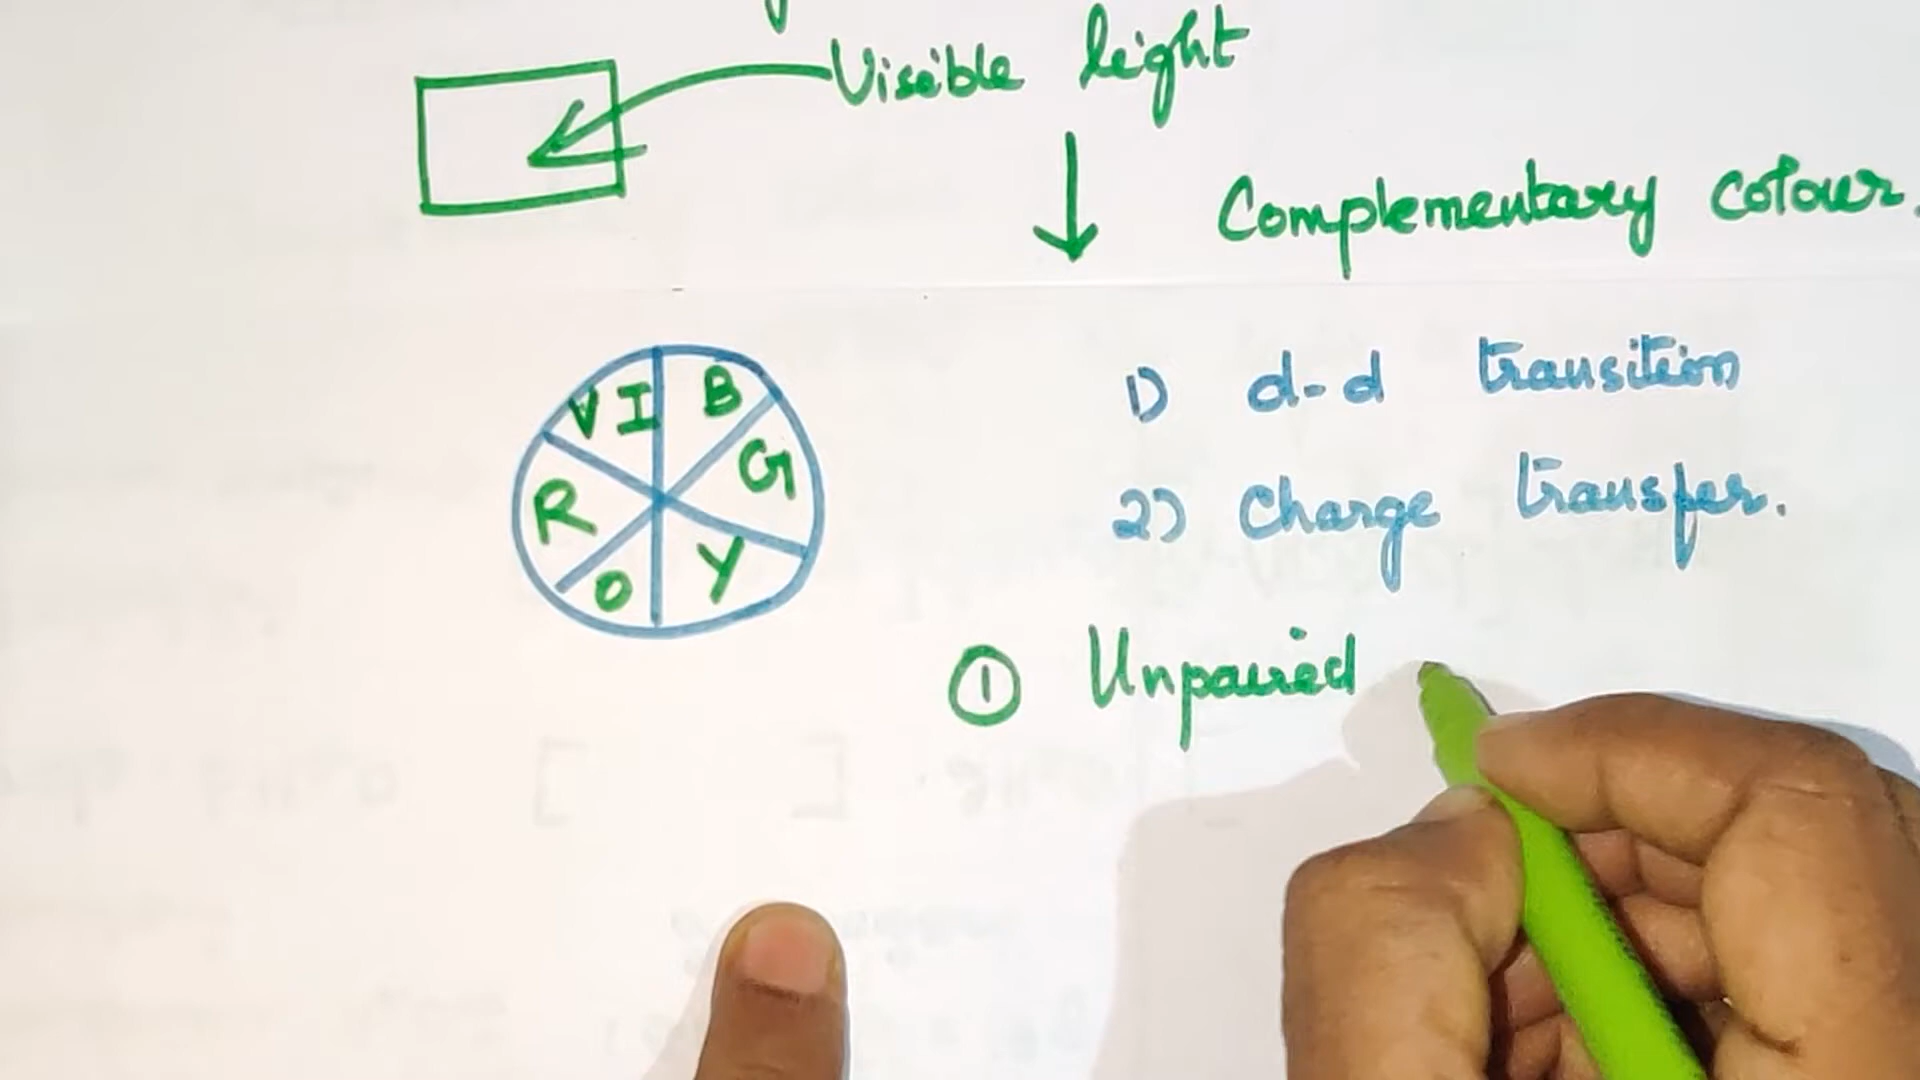 Visible light
Complementary colour.
V I B
G
R
O Y
1) d-d transition
2) Charge transfer.
① Unpaired